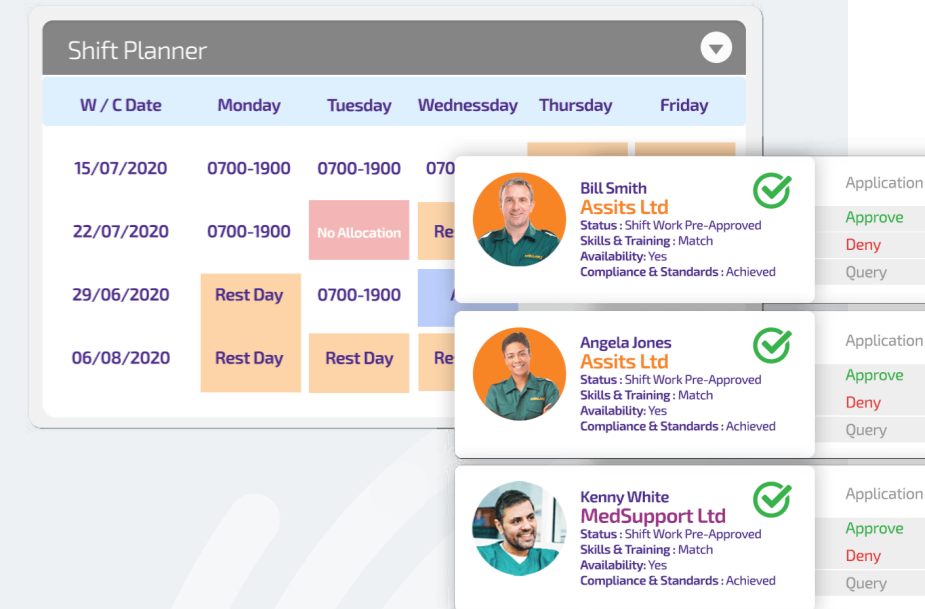 Shift Planner
W / C Date Monday Tuesday Wednessday Thursday Friday
15/07/2020 0700-1900 0700-1900 070
22/07/2020 0700-1900 No Allocation Re
29/06/2020 Rest Day 0700-1900
06/08/2020 Rest Day Rest Day Re
Bill Smith
Assits Ltd
Status : Shift Work Pre-Approved
Skills & Training : Match
Availability: Yes
Compliance & Standards : Achieved
Application
Approve
Deny
Query
Angela Jones
Assits Ltd
Status : Shift Work Pre-Approved
Skills & Training : Match
Availability: Yes
Compliance & Standards : Achieved
Application
Approve
Deny
Query
Kenny White
MedSupport Ltd
Status : Shift Work Pre-Approved
Skills & Training : Match
Availability: Yes
Compliance & Standards : Achieved
Application
Approve
Deny
Query